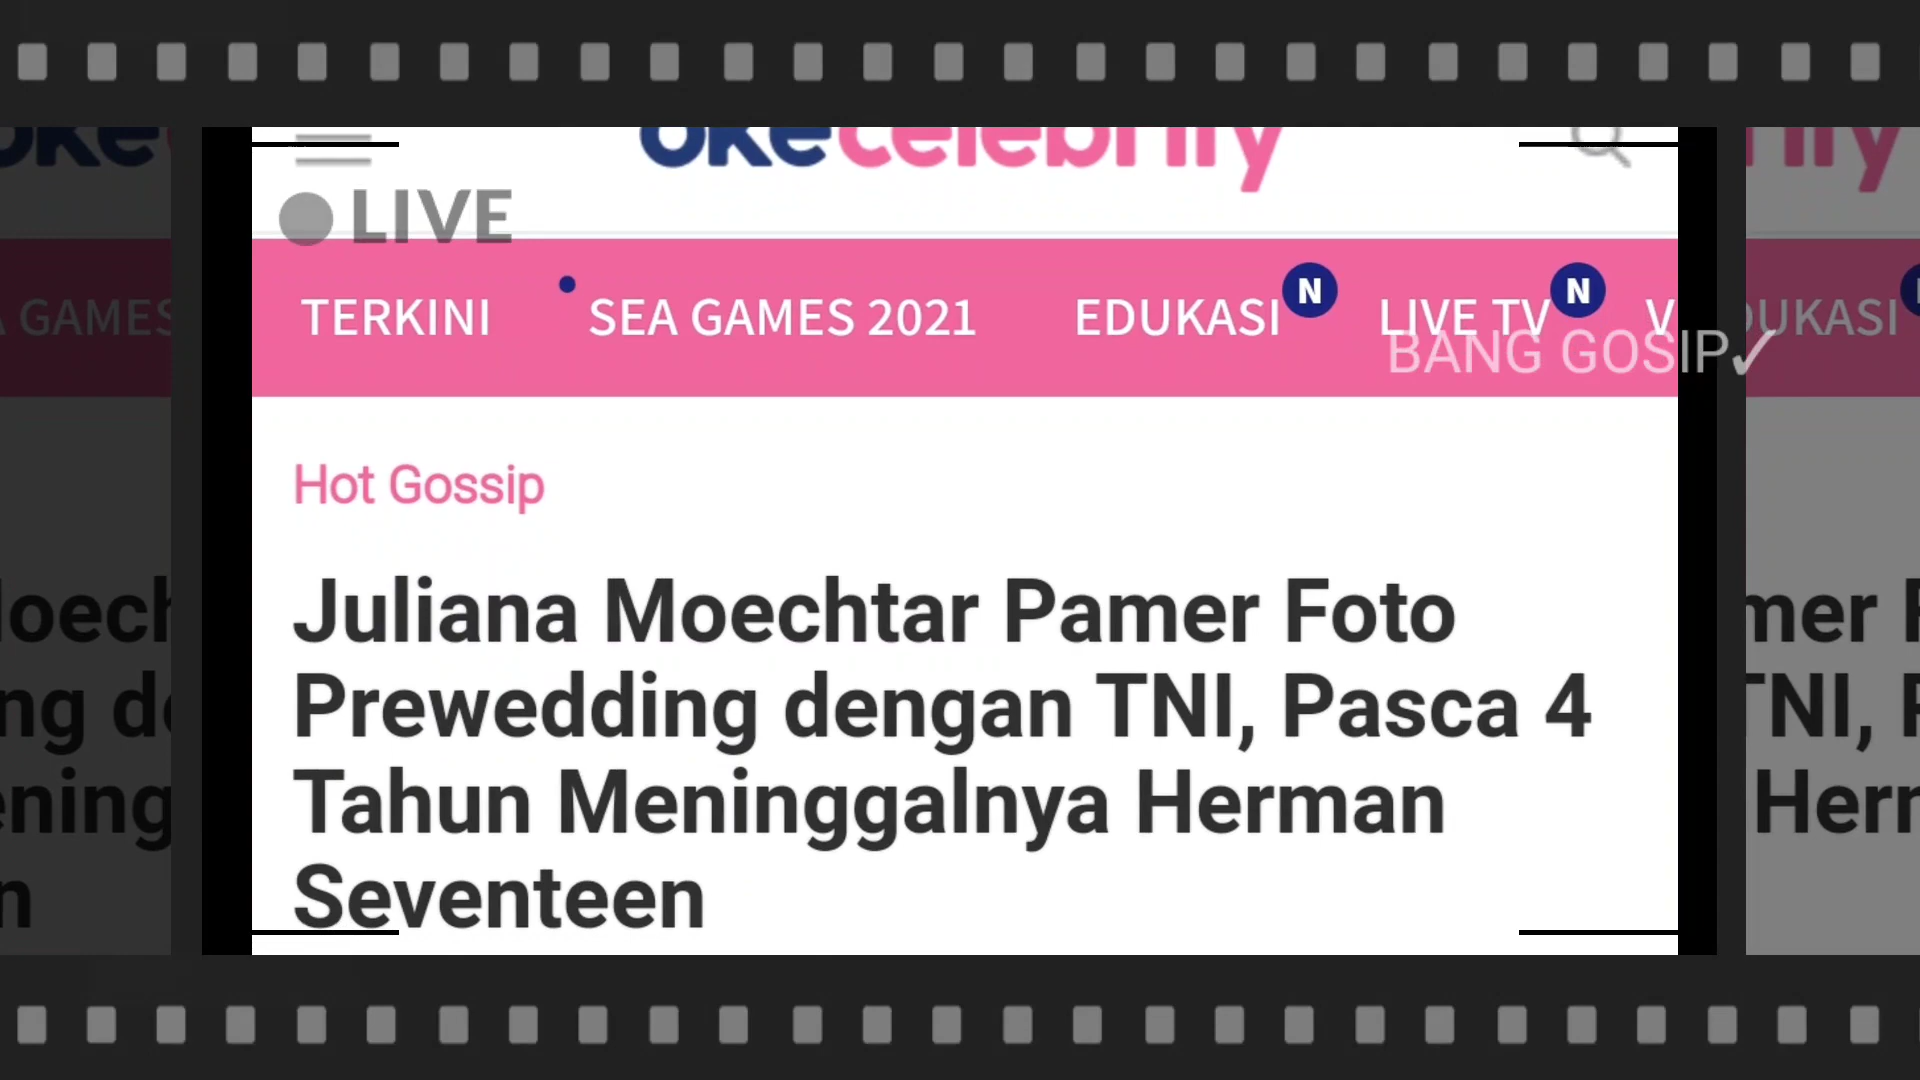 okecelebrity
LIVE
TERKINI SEA GAMES 2021 EDUKASI N LIVE TV N V
BANG GOSIP✓
Hot Gossip
Juliana Moechtar Pamer Foto
Prewedding dengan TNI, Pasca 4
Tahun Meninggalnya Herman
Seventeen